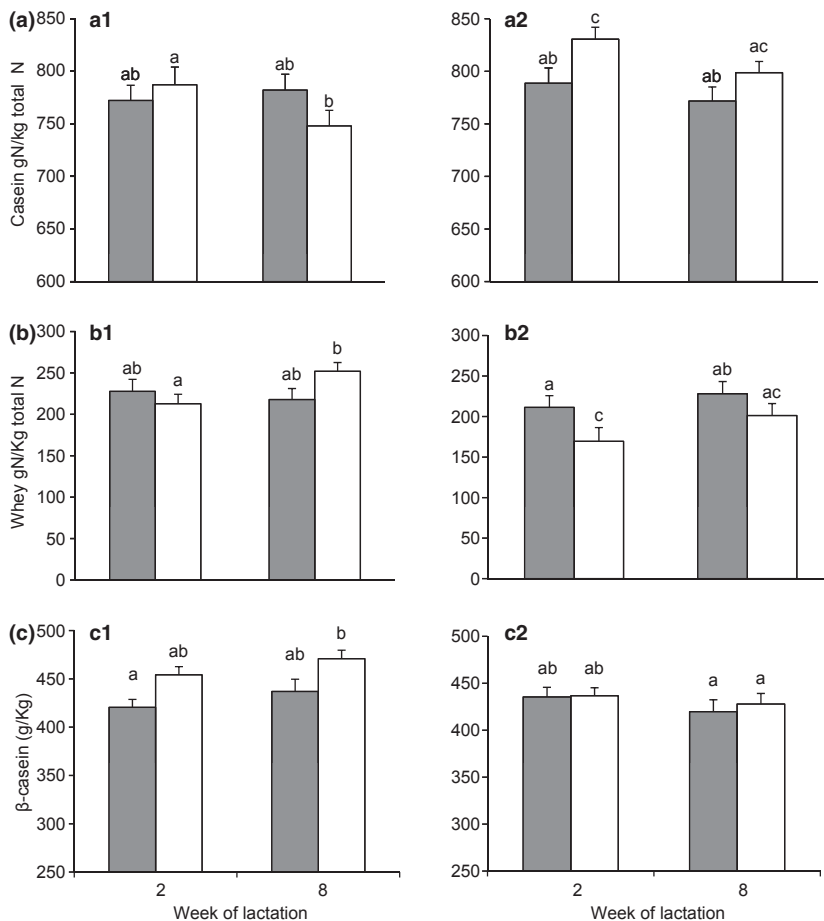 (a) a1
Casein gN/kg total N
850
800
750
700
650
600
ab
a
ab
b
a2
850
800
750
700
650
600
ab
c
ab
ac
(b) b1
Whey gN/Kg total N
300
250
200
150
100
50
0
ab
a
ab
b
b2
300
250
200
150
100
50
0
a
c
ab
ac
(c) c1
β-casein (g/Kg)
500
450
400
350
300
250
a
ab
ab
b
2 8
Week of lactation
c2
500
450
400
350
300
250
ab
ab
a
a
2 8
Week of lactation